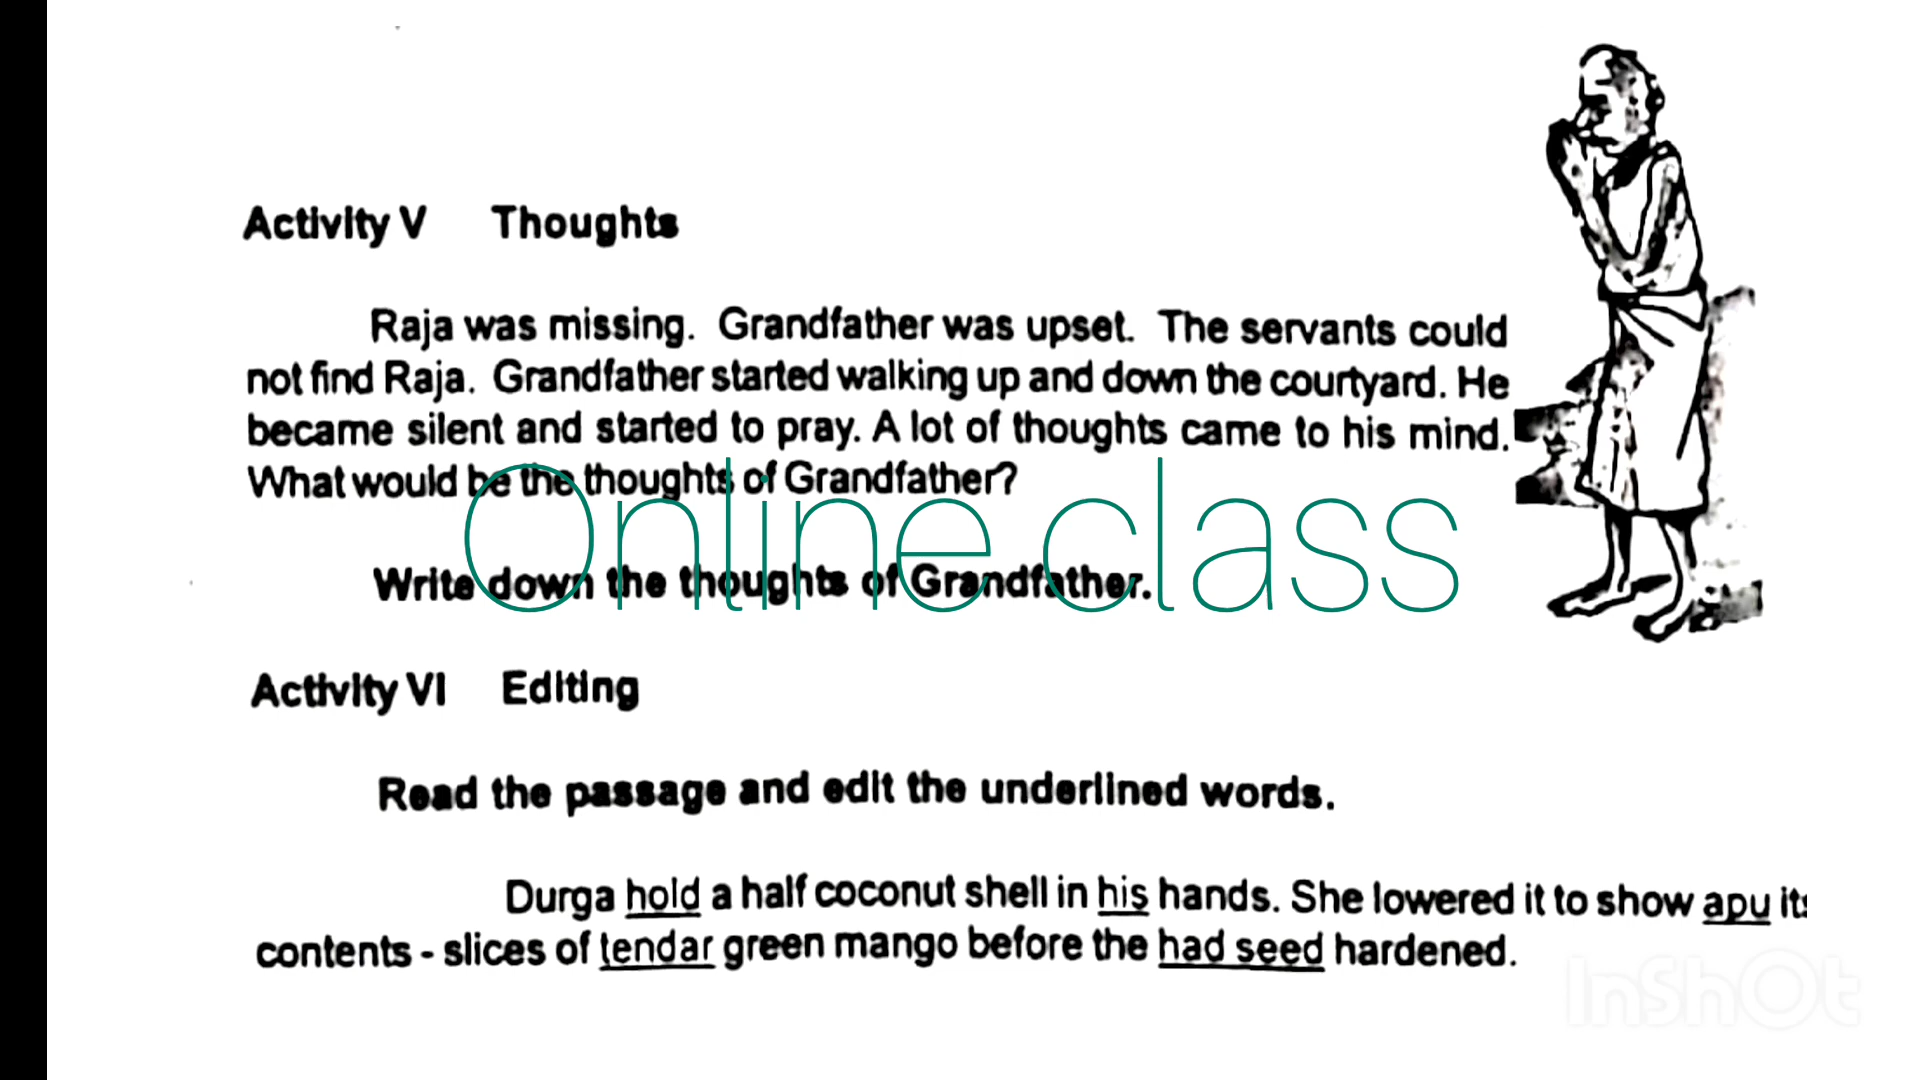 Activity V Thoughts
Raja was missing. Grandfather was upset. The servants could
not find Raja. Grandfather started walking up and down the courtyard. He
became silent and started to pray. A lot of thoughts came to his mind.
What would be the thoughts of Grandfather?
Online class
Write down the thoughts of Grandfather.
Activity VI Editing
Read the passage and edit the underlined words.
Durga hold a half coconut shell in his hands. She lowered it to show apu its
contents - slices of tendar green mango before the had seed hardened.
InShOt